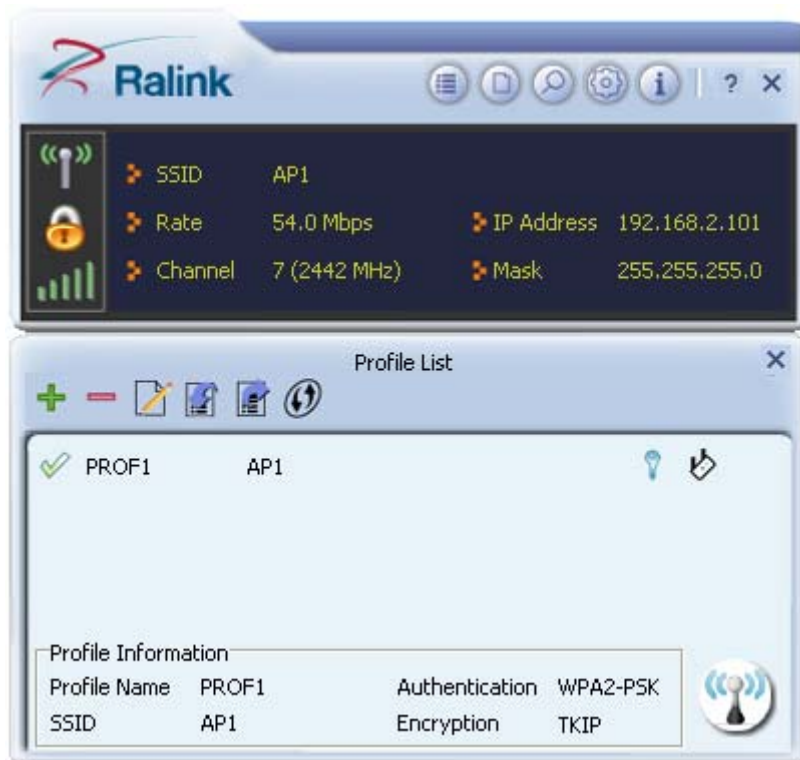 Ralink
? ×
SSID AP1
Rate 54.0 Mbps IP Address 192.168.2.101
Channel 7 (2442 MHz) Mask 255.255.255.0
Profile List ×
PROF1 AP1
Profile Information
Profile Name PROF1 Authentication WPA2-PSK
SSID AP1 Encryption TKIP